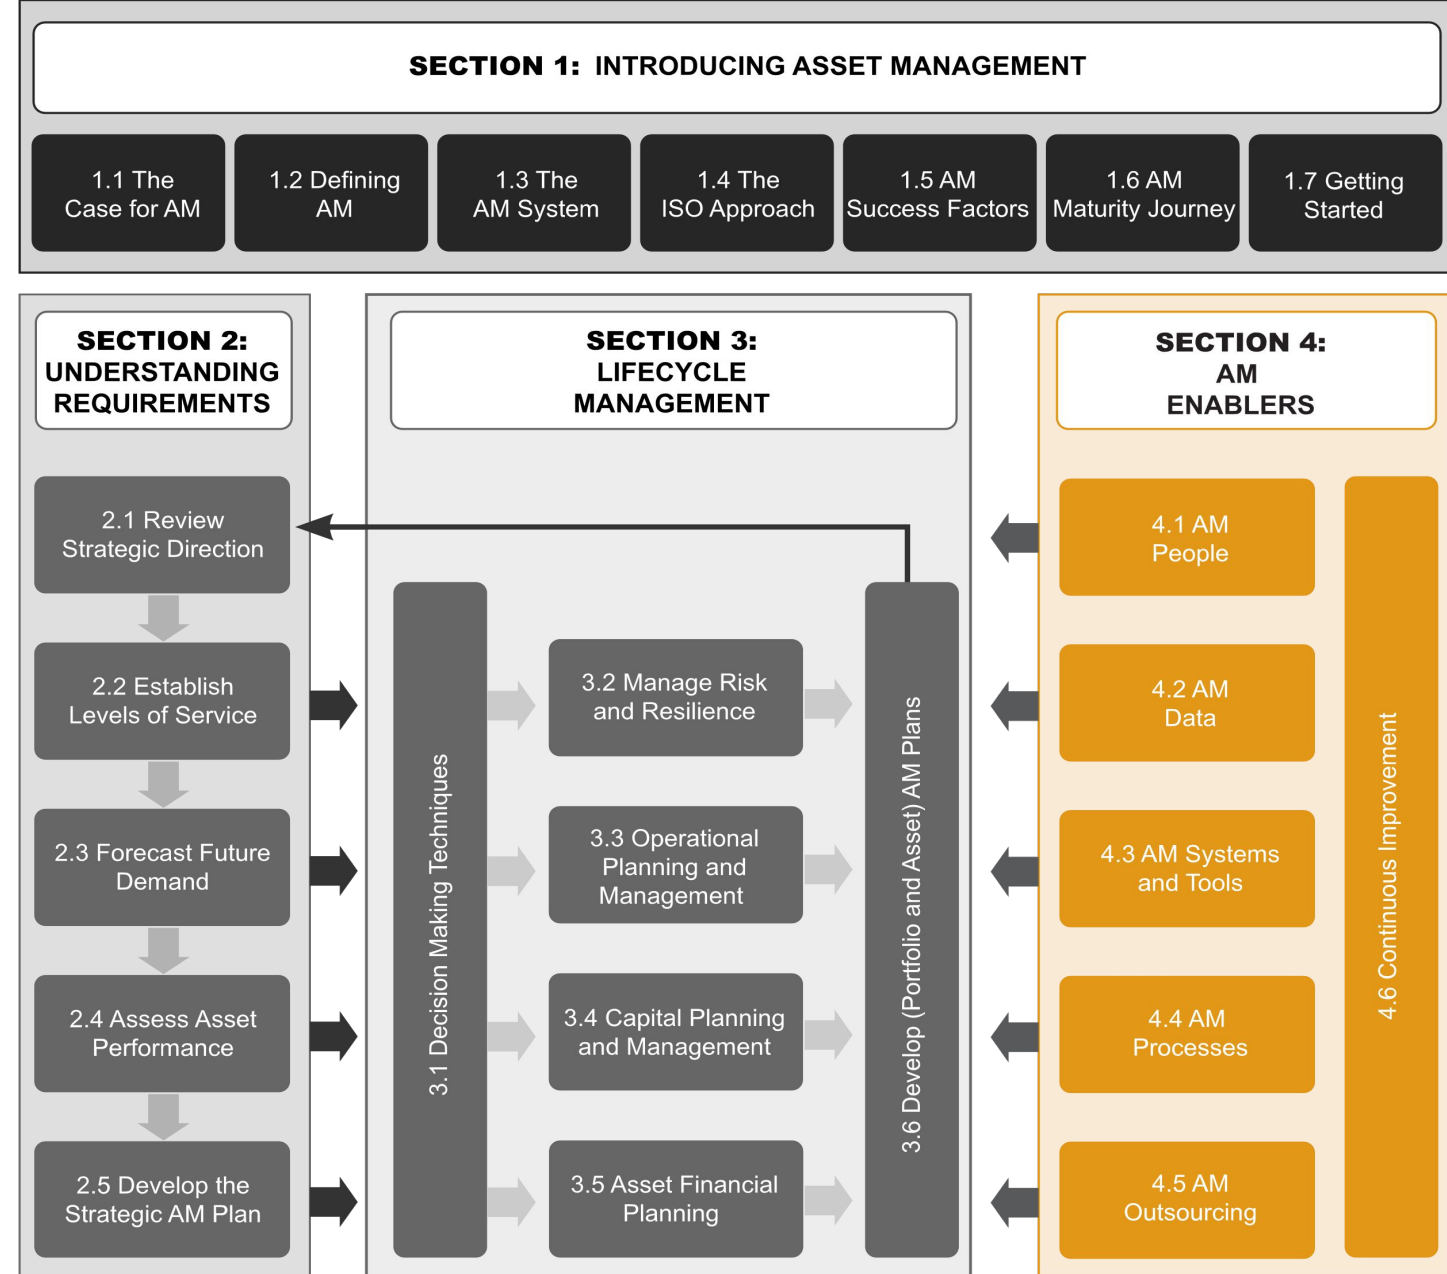 SECTION 1: INTRODUCING ASSET MANAGEMENT
1.1 The
Case for AM
1.2 Defining
AM
1.3 The
AM System
1.4 The
ISO Approach
1.5 AM
Success Factors
1.6 AM
Maturity Journey
1.7 Getting
Started
SECTION 2:
UNDERSTANDING
REQUIREMENTS
2.1 Review
Strategic Direction
2.2 Establish
Levels of Service
2.3 Forecast Future
Demand
2.4 Assess Asset
Performance
2.5 Develop the
Strategic AM Plan
SECTION 3:
LIFECYCLE
MANAGEMENT
3.1 Decision Making Techniques
3.2 Manage Risk
and Resilience
3.3 Operational
Planning and
Management
3.4 Capital Planning
and Management
3.5 Asset Financial
Planning
3.6 Develop (Portfolio and Asset) AM Plans
SECTION 4:
AM
ENABLERS
4.1 AM
People
4.2 AM
Data
4.3 AM Systems
and Tools
4.4 AM
Processes
4.5 AM
Outsourcing
4.6 Continuous Improvement